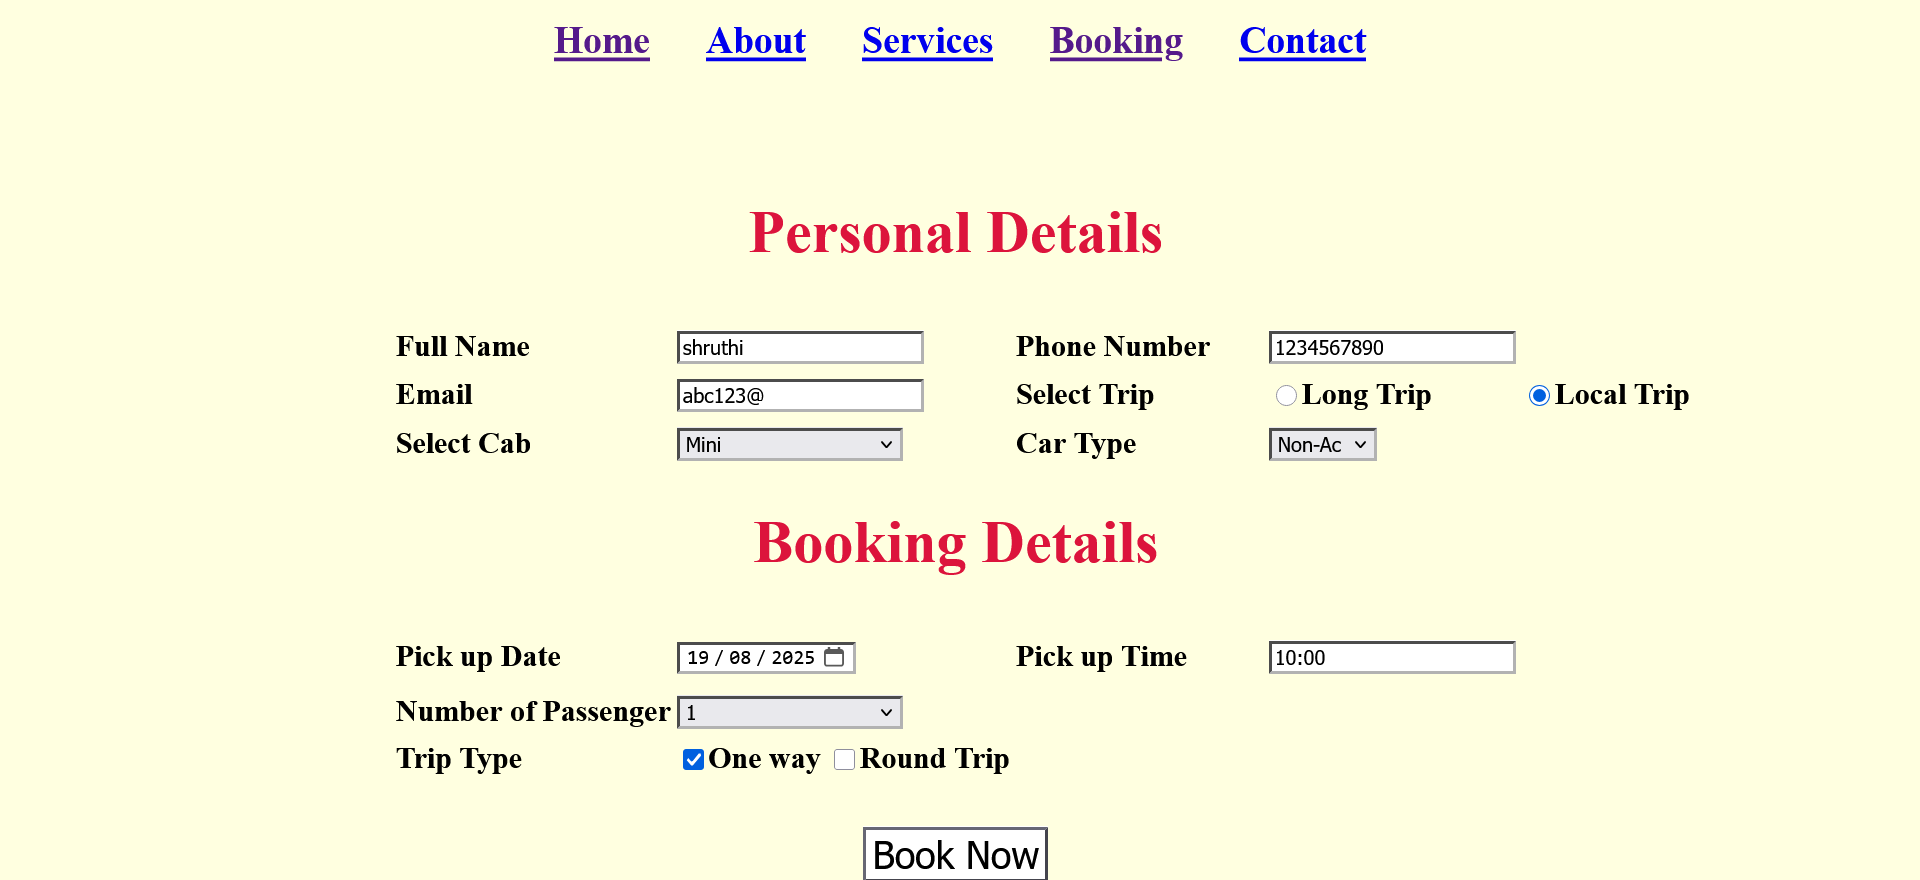 Home About Services Booking Contact
Personal Details
Full Name shruthi Phone Number 1234567890
Email abc123@ Select Trip Long Trip Local Trip
Select Cab Mini Car Type Non-Ac
Booking Details
Pick up Date 19 / 08 / 2025 Pick up Time 10:00
Number of Passenger 1
Trip Type One way Round Trip
Book Now